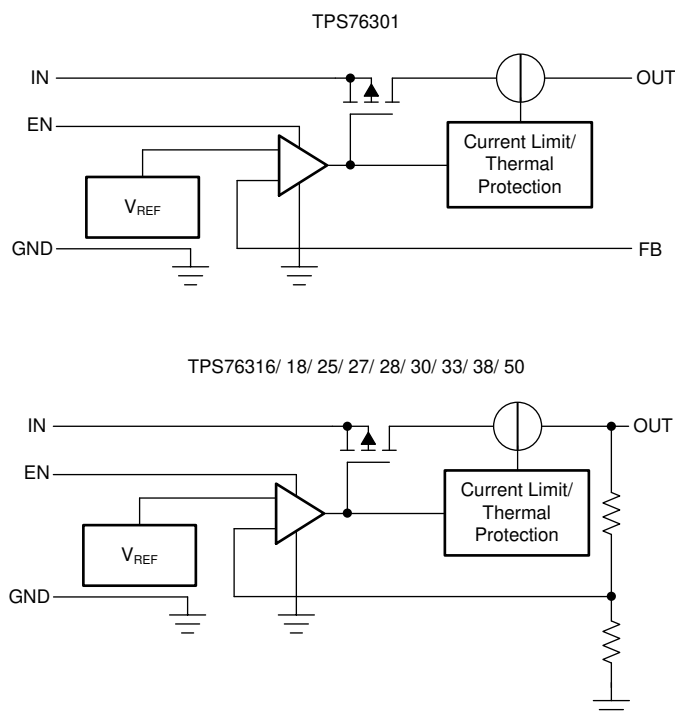 TPS76301
IN
OUT
EN
Current Limit/
Thermal
Protection
VREF
GND
FB
TPS76316/ 18/ 25/ 27/ 28/ 30/ 33/ 38/ 50
IN
OUT
EN
Current Limit/
Thermal
Protection
VREF
GND